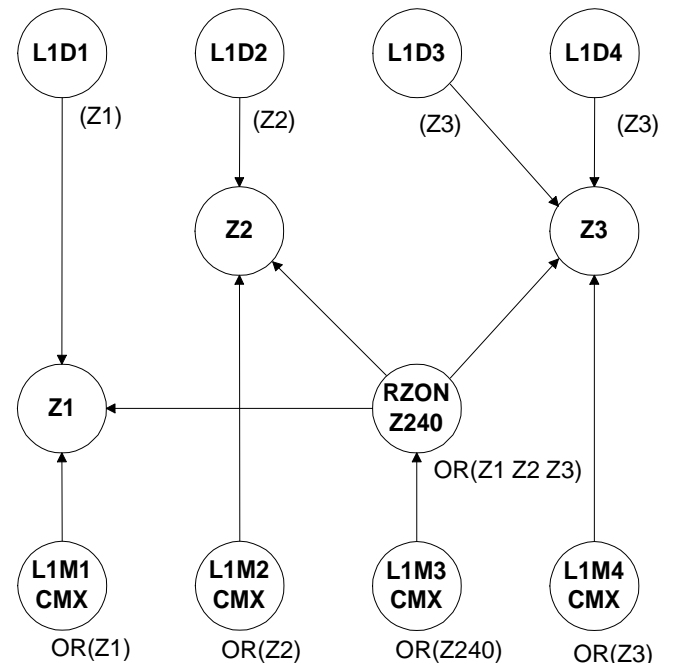 L1D1
L1D2
L1D3
L1D4
(Z1)
(Z2)
(Z3)
(Z3)
Z2
Z3
Z1
RZON
Z240
OR(Z1 Z2 Z3)
L1M1
CMX
L1M2
CMX
L1M3
CMX
L1M4
CMX
OR(Z1)
OR(Z2)
OR(Z240)
OR(Z3)